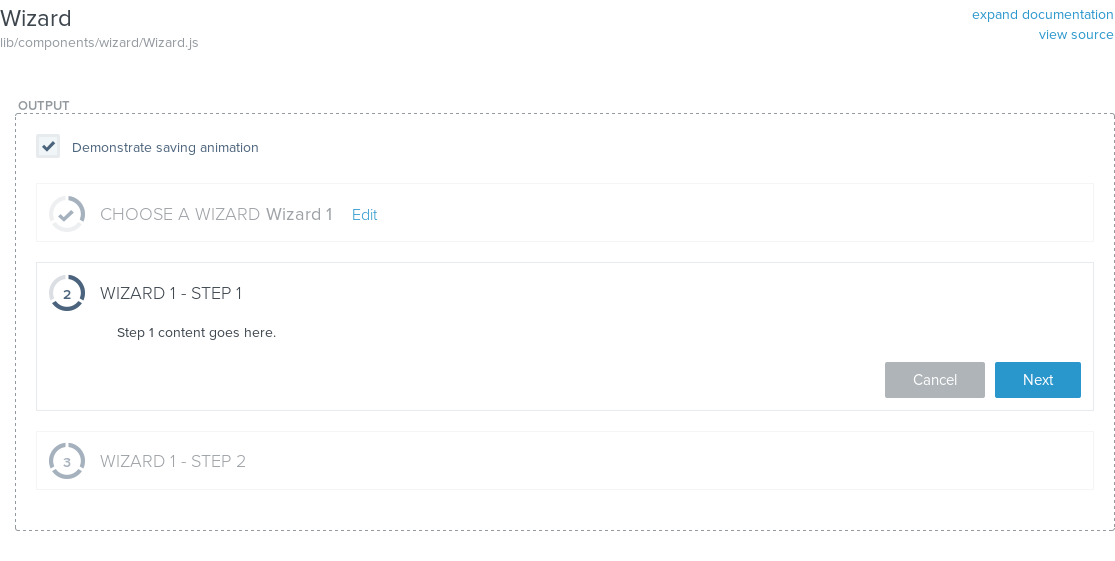 Wizard
expand documentation
lib/components/wizard/Wizard.js
view source
OUTPUT
Demonstrate saving animation
CHOOSE A WIZARD Wizard 1 Edit
2 WIZARD 1 - STEP 1
Step 1 content goes here.
Cancel Next
3 WIZARD 1 - STEP 2